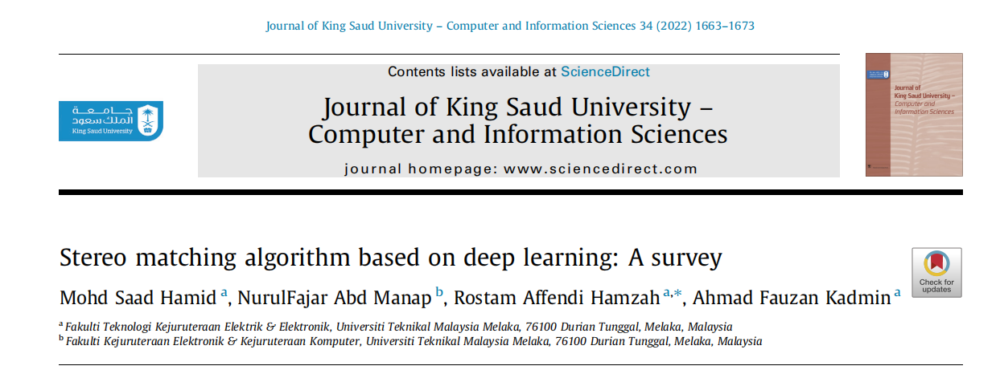 Journal of King Saud University – Computer and Information Sciences 34 (2022) 1663–1673
Contents lists available at ScienceDirect
Journal of King Saud University –
Computer and Information Sciences
journal homepage: www.sciencedirect.com
جامعة
الملك سعود
King Saud University
Journal of
King Saud University –
Computer and
Information Sciences
Stereo matching algorithm based on deep learning: A survey
Check for
updates
Mohd Saad Hamid a, NurulFajar Abd Manap b, Rostam Affendi Hamzah a,*, Ahmad Fauzan Kadmin a
a Fakulti Teknologi Kejuruteraan Elektrik & Elektronik, Universiti Teknikal Malaysia Melaka, 76100 Durian Tunggal, Melaka, Malaysia
b Fakulti Kejuruteraan Elektronik & Kejuruteraan Komputer, Universiti Teknikal Malaysia Melaka, 76100 Durian Tunggal, Melaka, Malaysia